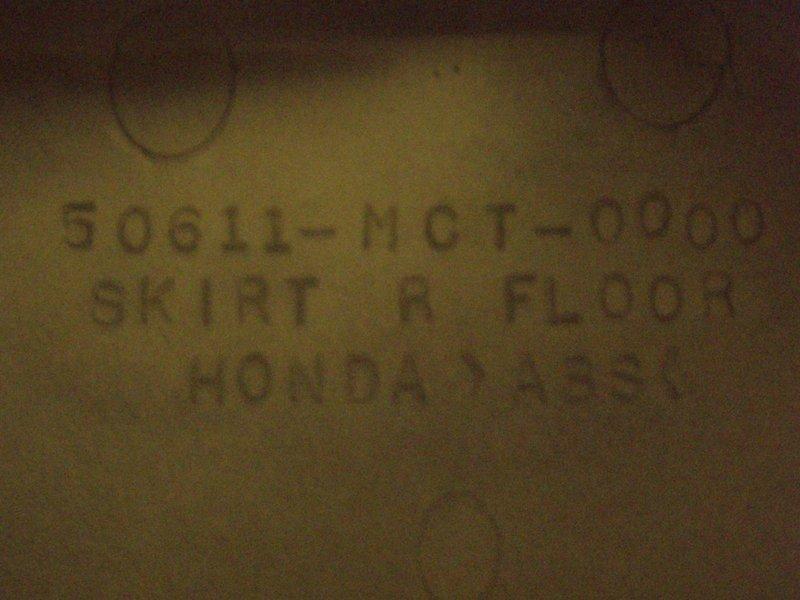 50611-MCT-0000
SKIRT R FLOOR
HONDA >ABS<